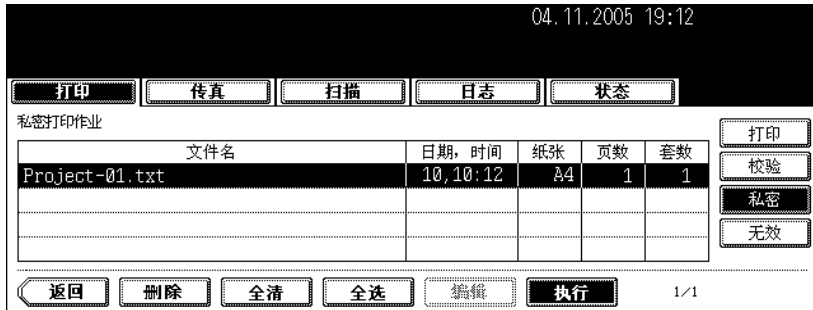 04.11.2005 19:12
打印 传真 扫描 日志 状态
私密打印作业
打印
文件名 日期，时间 纸张 页数 套数
校验
Project-01.txt 10,10:12 A4 1 1
私密
无效
返回 删除 全清 全选 编辑 执行 1/1